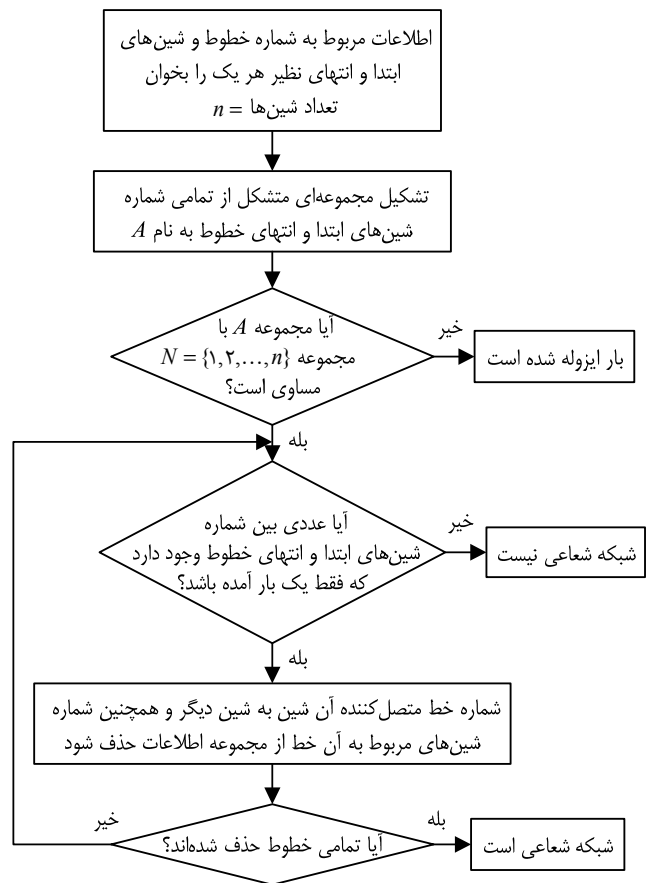 اطلاعات مربوط به شماره خطوط و شین‌های
ابتدا و انتهای نظیر هر یک را بخوان
تعداد شین‌ها = n
تشکیل مجموعه‌ای متشکل از تمامی شماره
شین‌های ابتدا و انتهای خطوط به نام A
آیا مجموعه A با
مجموعه N = {۱,۲,…,n}
مساوی است؟
خیر
بار ایزوله شده است
بله
آیا عددی بین شماره
شین‌های ابتدا و انتهای خطوط وجود دارد
که فقط یک بار آمده باشد؟
خیر
شبکه شعاعی نیست
بله
شماره خط متصل‌کننده آن شین به شین دیگر و همچنین شماره
شین‌های مربوط به آن خط از مجموعه اطلاعات حذف شود
آیا تمامی خطوط حذف شده‌اند؟
خیر
بله
شبکه شعاعی است